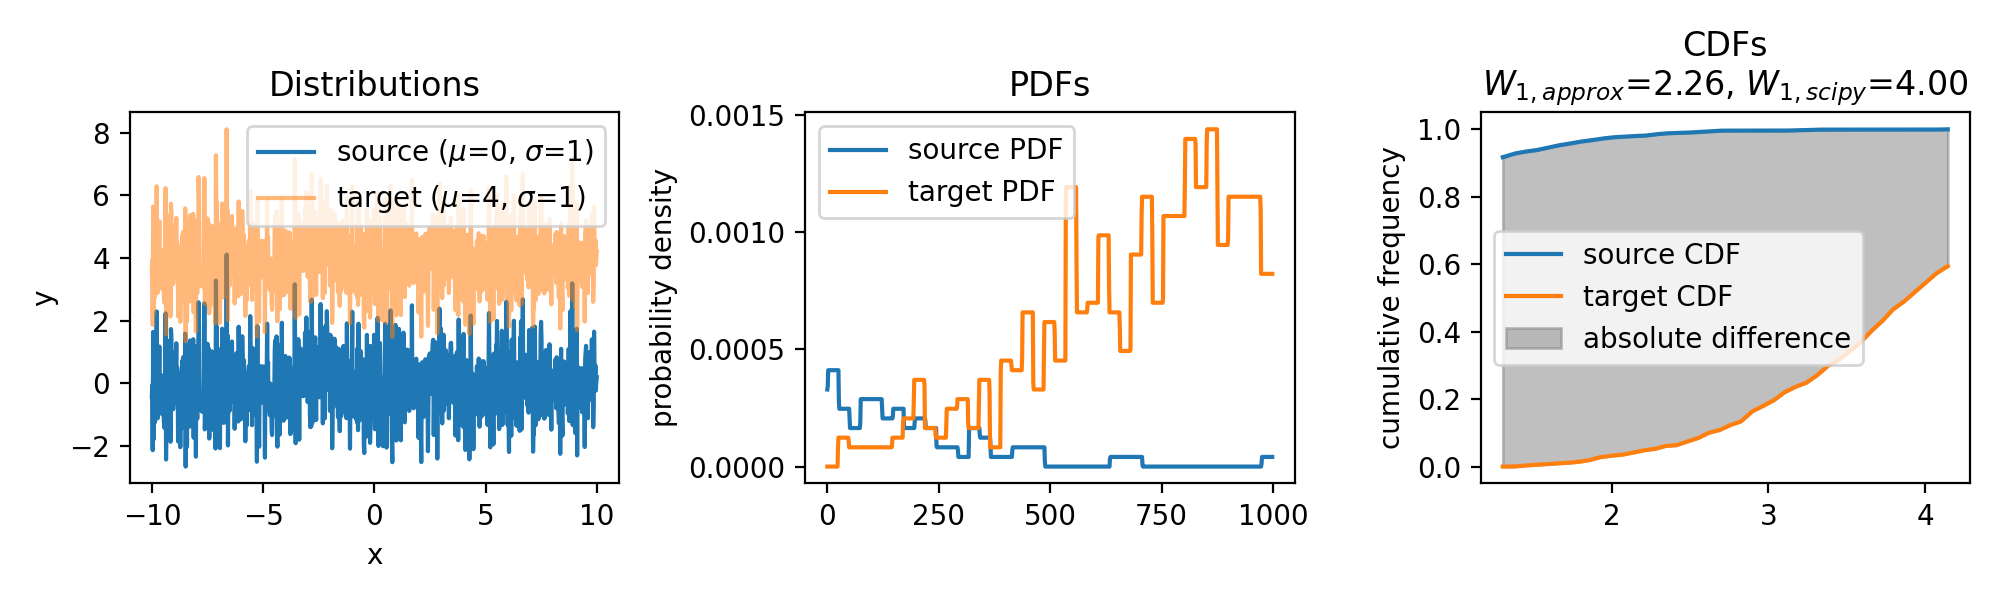 Distributions
8
6
4
2
0
−2
y
source (μ=0, σ=1)
target (μ=4, σ=1)
−10 −5 0 5 10
x
PDFs
0.0015
0.0010
0.0005
0.0000
probability density
source PDF
target PDF
0 250 500 750 1000
CDFs
W1,approx=2.26, W1,scipy=4.00
1.0
0.8
0.6
0.4
0.2
0.0
cumulative frequency
source CDF
target CDF
absolute difference
2 3 4